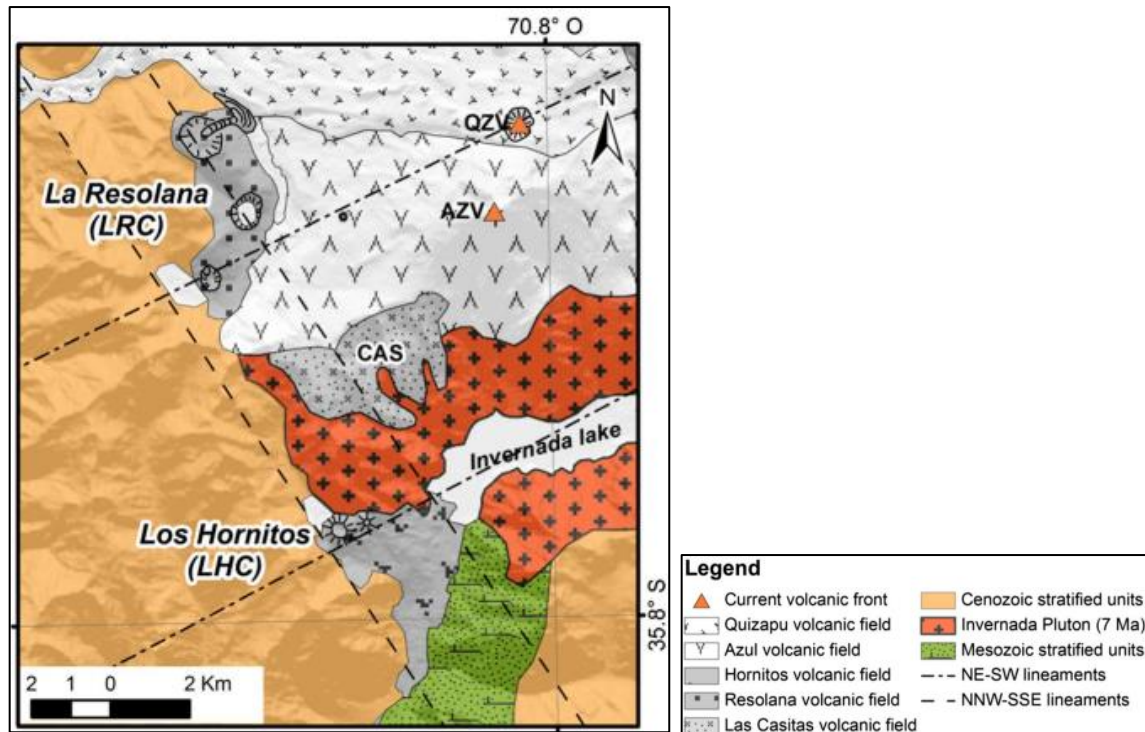 70.8° O
N
QZV
La Resolana
(LRC)
AZV
CAS
Invernada lake
Los Hornitos
(LHC)
35.8° S
2 1 0 2 Km
Legend
Current volcanic front
Quizapu volcanic field
Azul volcanic field
Hornitos volcanic field
Resolana volcanic field
Las Casitas volcanic field
Cenozoic stratified units
Invernada Pluton (7 Ma)
Mesozoic stratified units
NE-SW lineaments
NNW-SSE lineaments